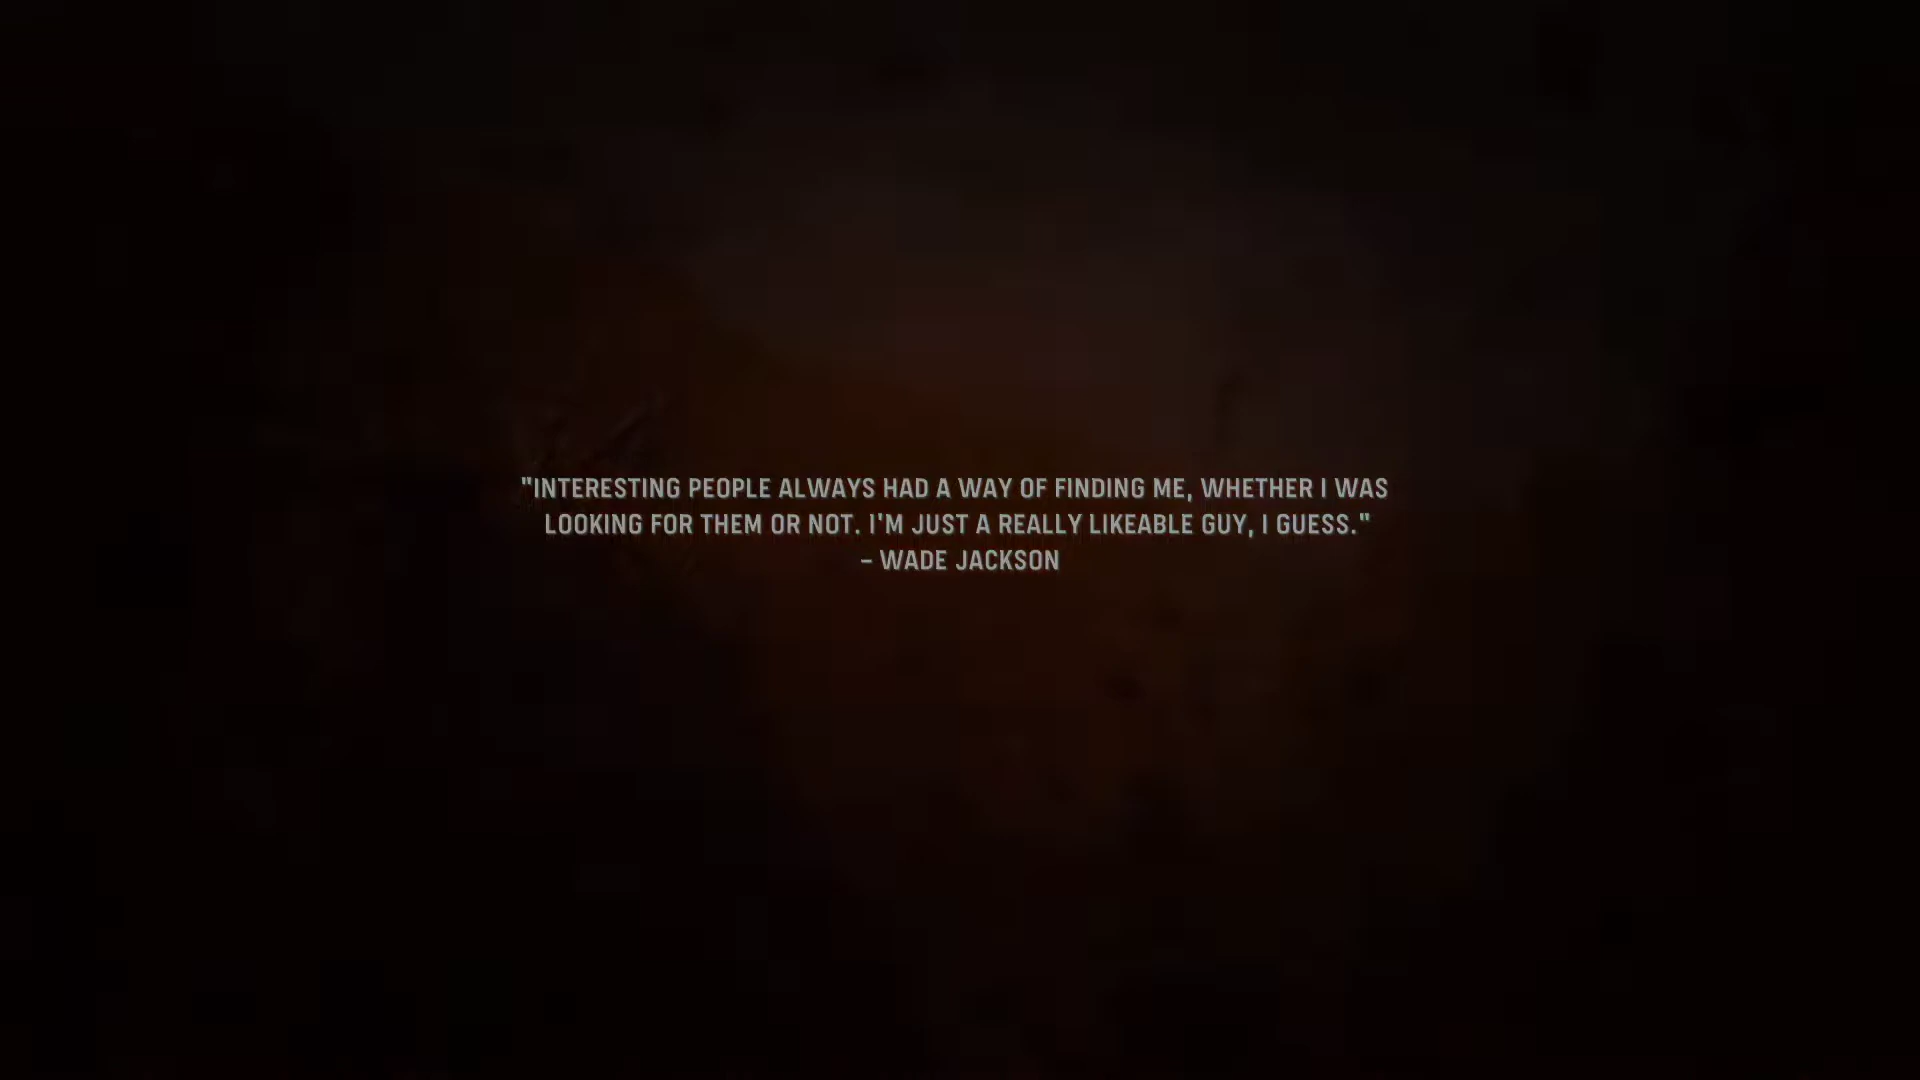 "INTERESTING PEOPLE ALWAYS HAD A WAY OF FINDING ME, WHETHER I WAS
LOOKING FOR THEM OR NOT. I'M JUST A REALLY LIKEABLE GUY, I GUESS."
– WADE JACKSON